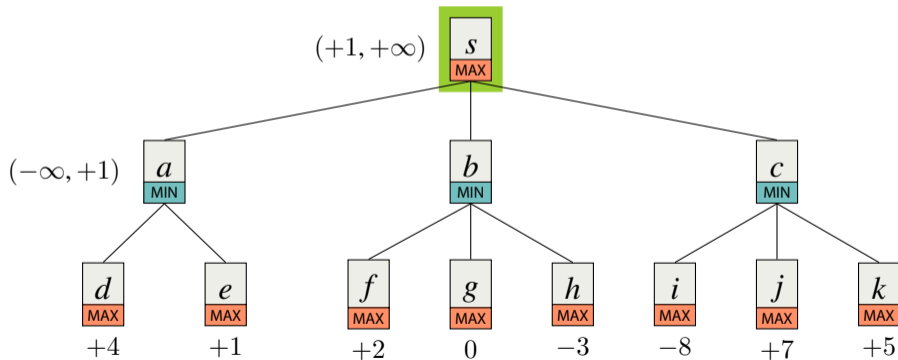 (+1, +∞) s
MAX
(−∞, +1) a b c
MIN MIN MIN
d e f g h i j k
MAX MAX MAX MAX MAX MAX MAX MAX
+4 +1 +2 0 −3 −8 +7 +5